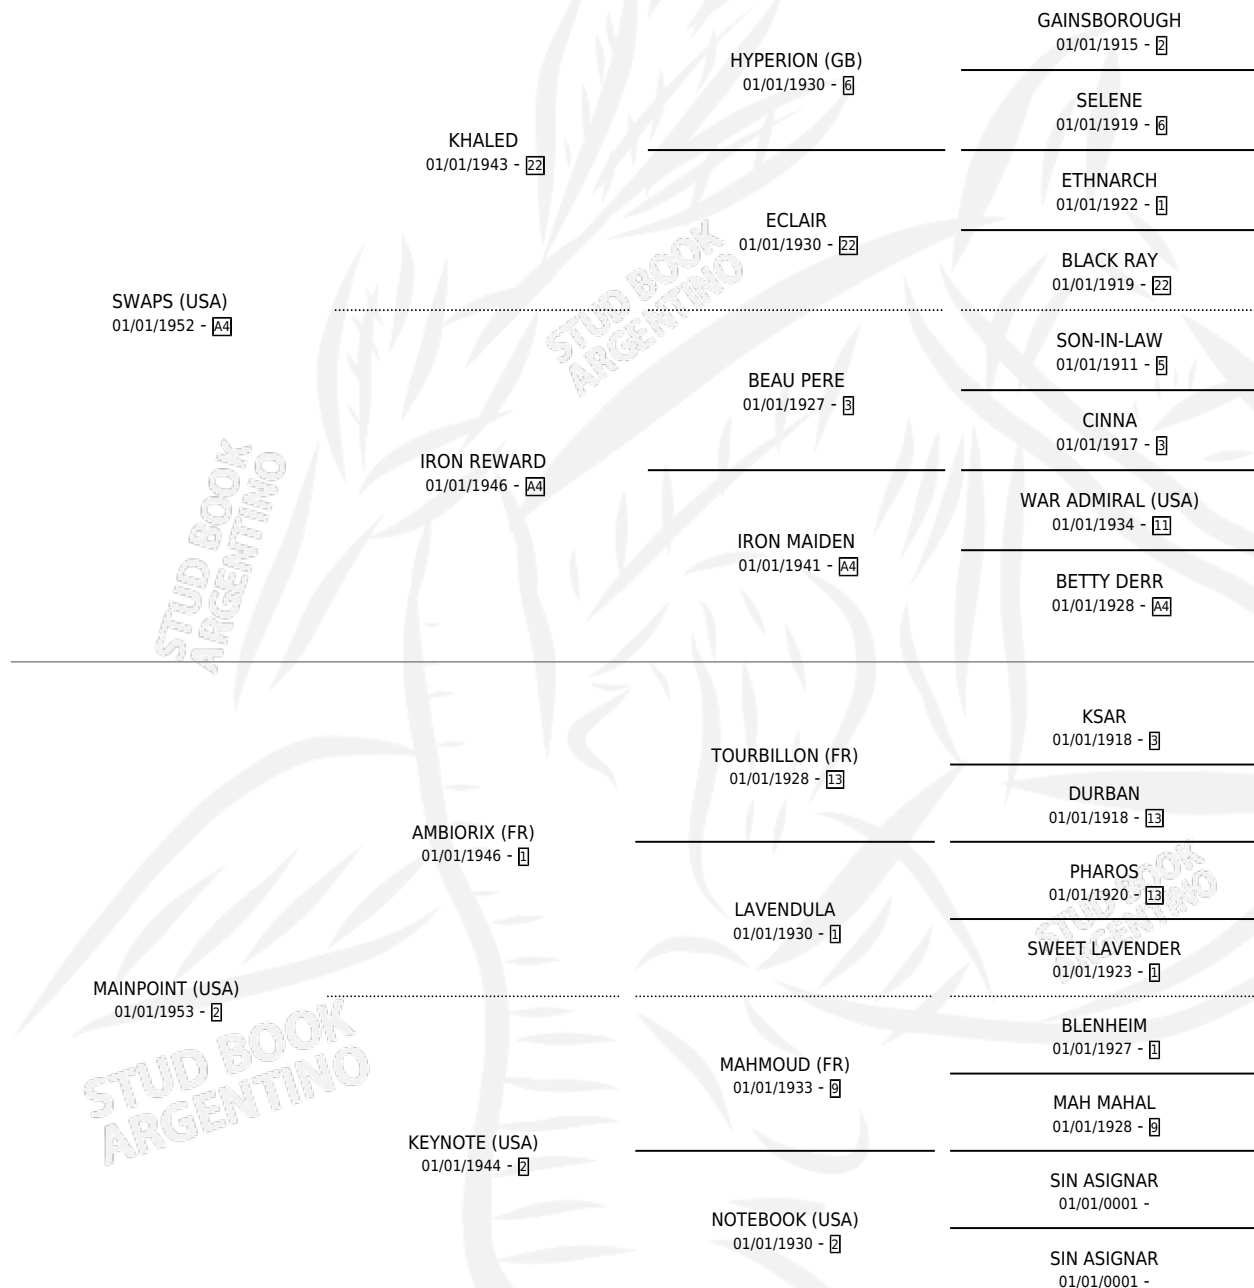 GAINSBOROUGH
01/01/1915 - 2
HYPERION (GB)
01/01/1930 - 6
SELENE
01/01/1919 - 6
KHALED
01/01/1943 - 22
ETHNARCH
01/01/1922 - 1
ECLAIR
01/01/1930 - 22
BLACK RAY
01/01/1919 - 22
SWAPS (USA)
01/01/1952 - A4
SON-IN-LAW
01/01/1911 - 5
BEAU PERE
01/01/1927 - 3
CINNA
01/01/1917 - 3
IRON REWARD
01/01/1946 - A4
WAR ADMIRAL (USA)
01/01/1934 - 11
IRON MAIDEN
01/01/1941 - A4
BETTY DERR
01/01/1928 - A4
KSAR
01/01/1918 - 3
TOURBILLON (FR)
01/01/1928 - 13
DURBAN
01/01/1918 - 13
AMBIORIX (FR)
01/01/1946 - 1
PHAROS
01/01/1920 - 13
LAVENDULA
01/01/1930 - 1
SWEET LAVENDER
01/01/1923 - 1
MAINPOINT (USA)
01/01/1953 - 2
BLENHEIM
01/01/1927 - 1
MAHMOUD (FR)
01/01/1933 - 9
MAH MAHAL
01/01/1928 - 9
KEYNOTE (USA)
01/01/1944 - 2
SIN ASIGNAR
01/01/0001 -
NOTEBOOK (USA)
01/01/1930 - 2
SIN ASIGNAR
01/01/0001 -
STUD BOOK
ARGENTINO
STUD BOOK
ARGENTINO
STUD BOOK
ARGENTINO
STUD BOOK
ARGENTINO